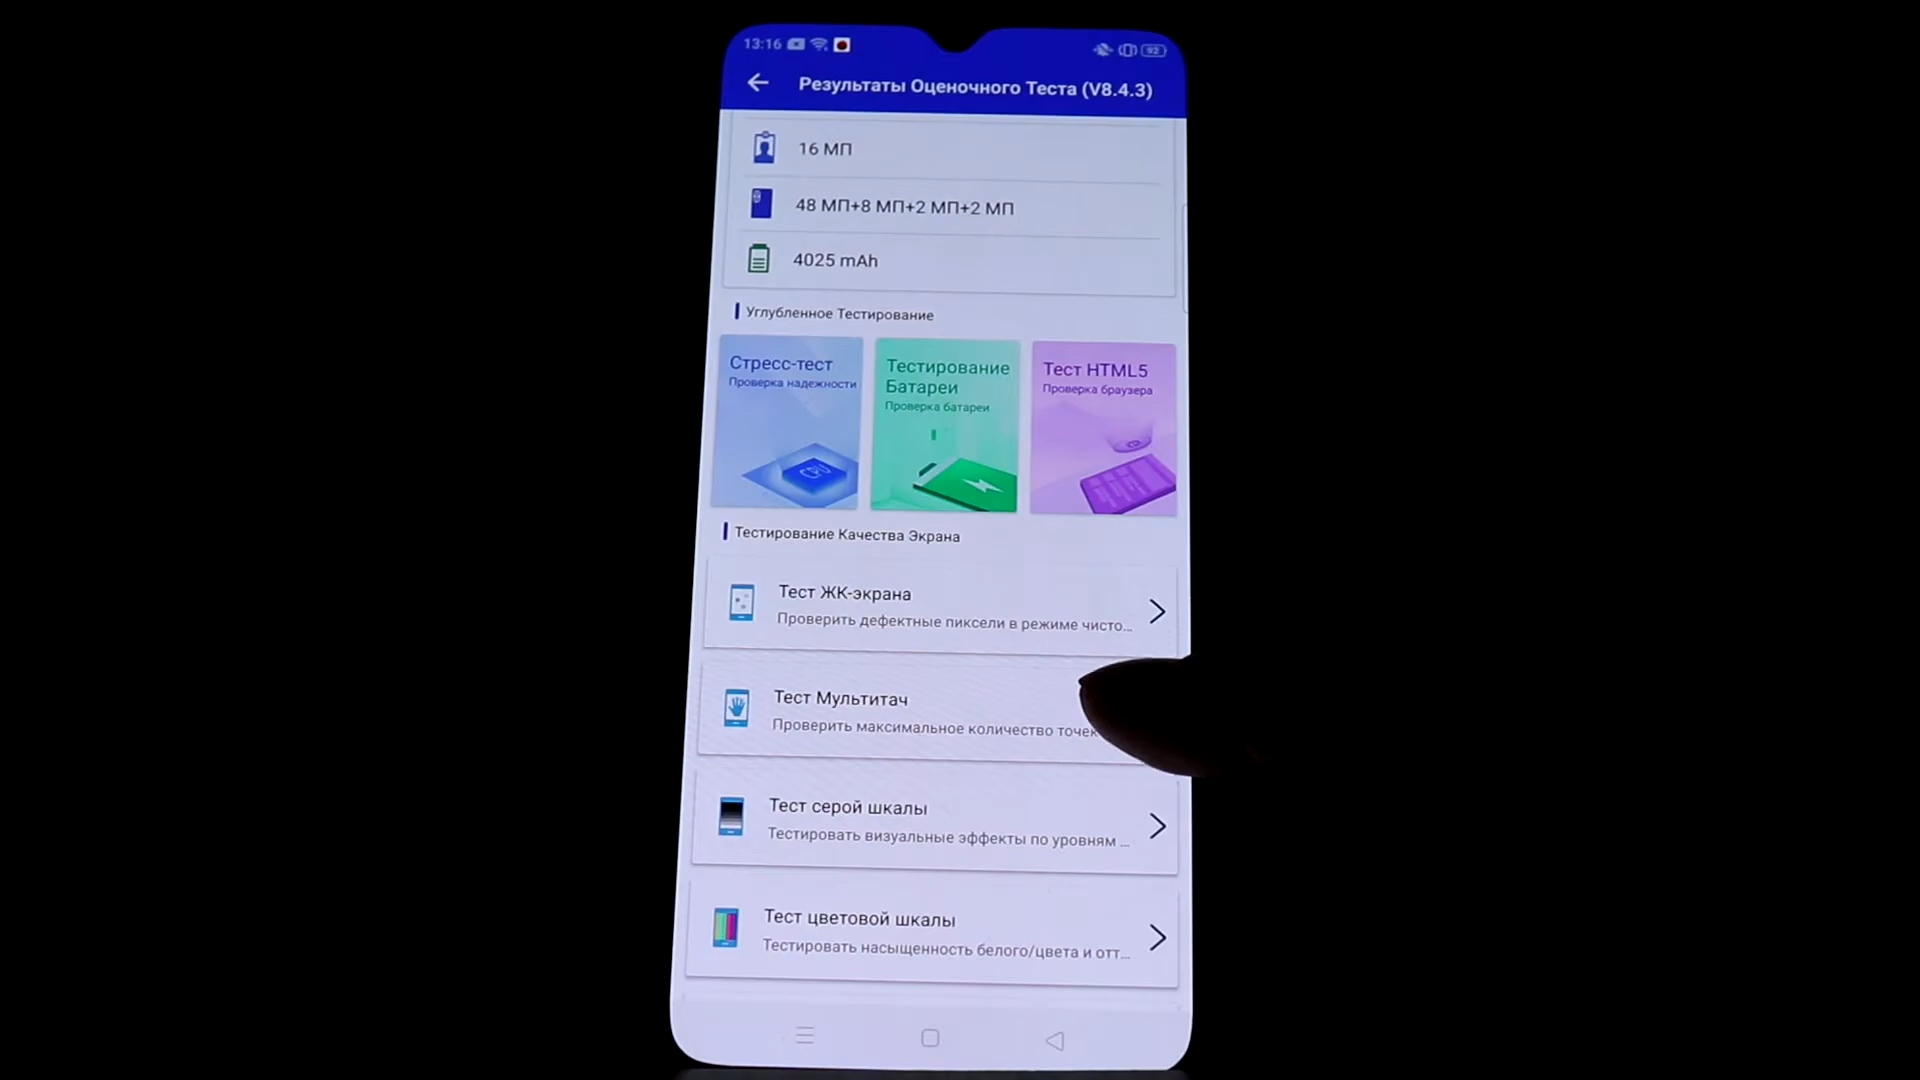 13:16
92
Результаты Оценочного Теста (V8.4.3)
16 МП
48 МП+8 МП+2 МП+2 МП
4025 mAh
Углубленное Тестирование
Стресс-тест
Проверка надежности
CPU
Тестирование
Батареи
Проверка батареи
Тест HTML5
Проверка браузера
Тестирование Качества Экрана
Тест ЖК-экрана
Проверить дефектные пиксели в режиме чисто...
Тест Мультитач
Проверить максимальное количество точек
Тест серой шкалы
Тестировать визуальные эффекты по уровням ...
Тест цветовой шкалы
Тестировать насыщенность белого/цвета и отт...